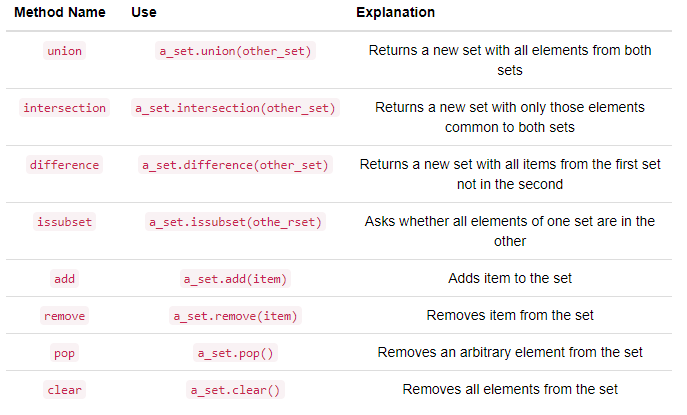 Method Name Use Explanation
union a_set.union(other_set) Returns a new set with all elements from both
sets
intersection a_set.intersection(other_set) Returns a new set with only those elements
common to both sets
difference a_set.difference(other_set) Returns a new set with all items from the first set
not in the second
issubset a_set.issubset(othe_rset) Asks whether all elements of one set are in the
other
add a_set.add(item) Adds item to the set
remove a_set.remove(item) Removes item from the set
pop a_set.pop() Removes an arbitrary element from the set
clear a_set.clear() Removes all elements from the set